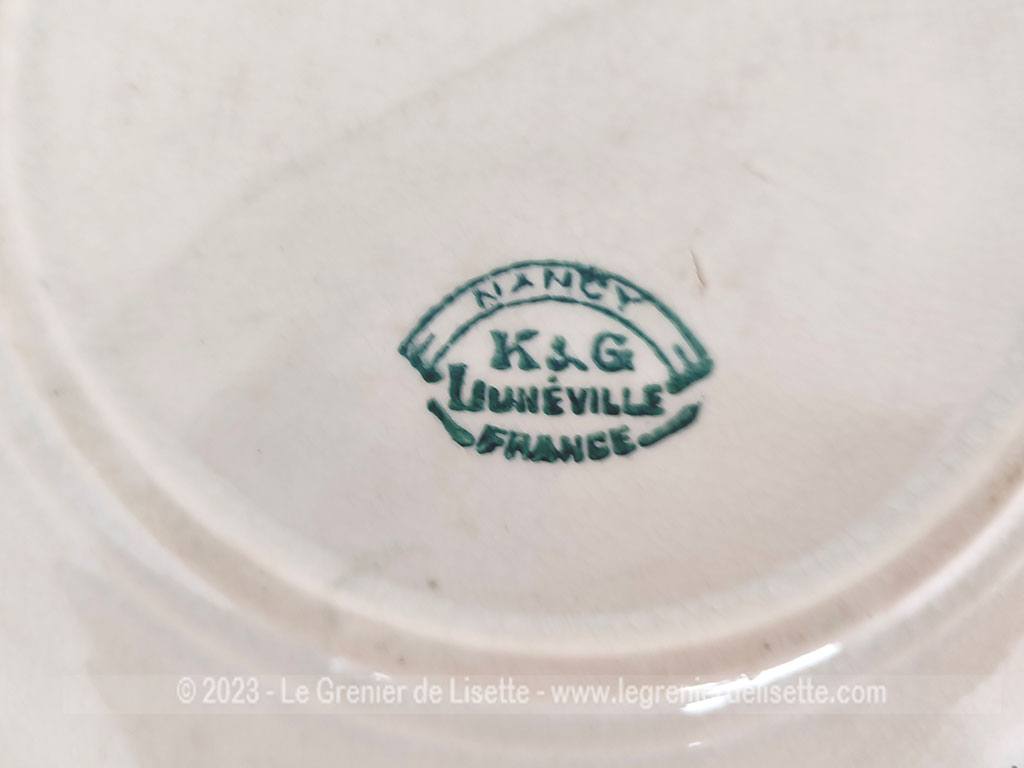 NANCY
K & G
LUNÉVILLE
FRANCE
© 2023 - Le Grenier de Lisette - www.legrenierdelisette.com